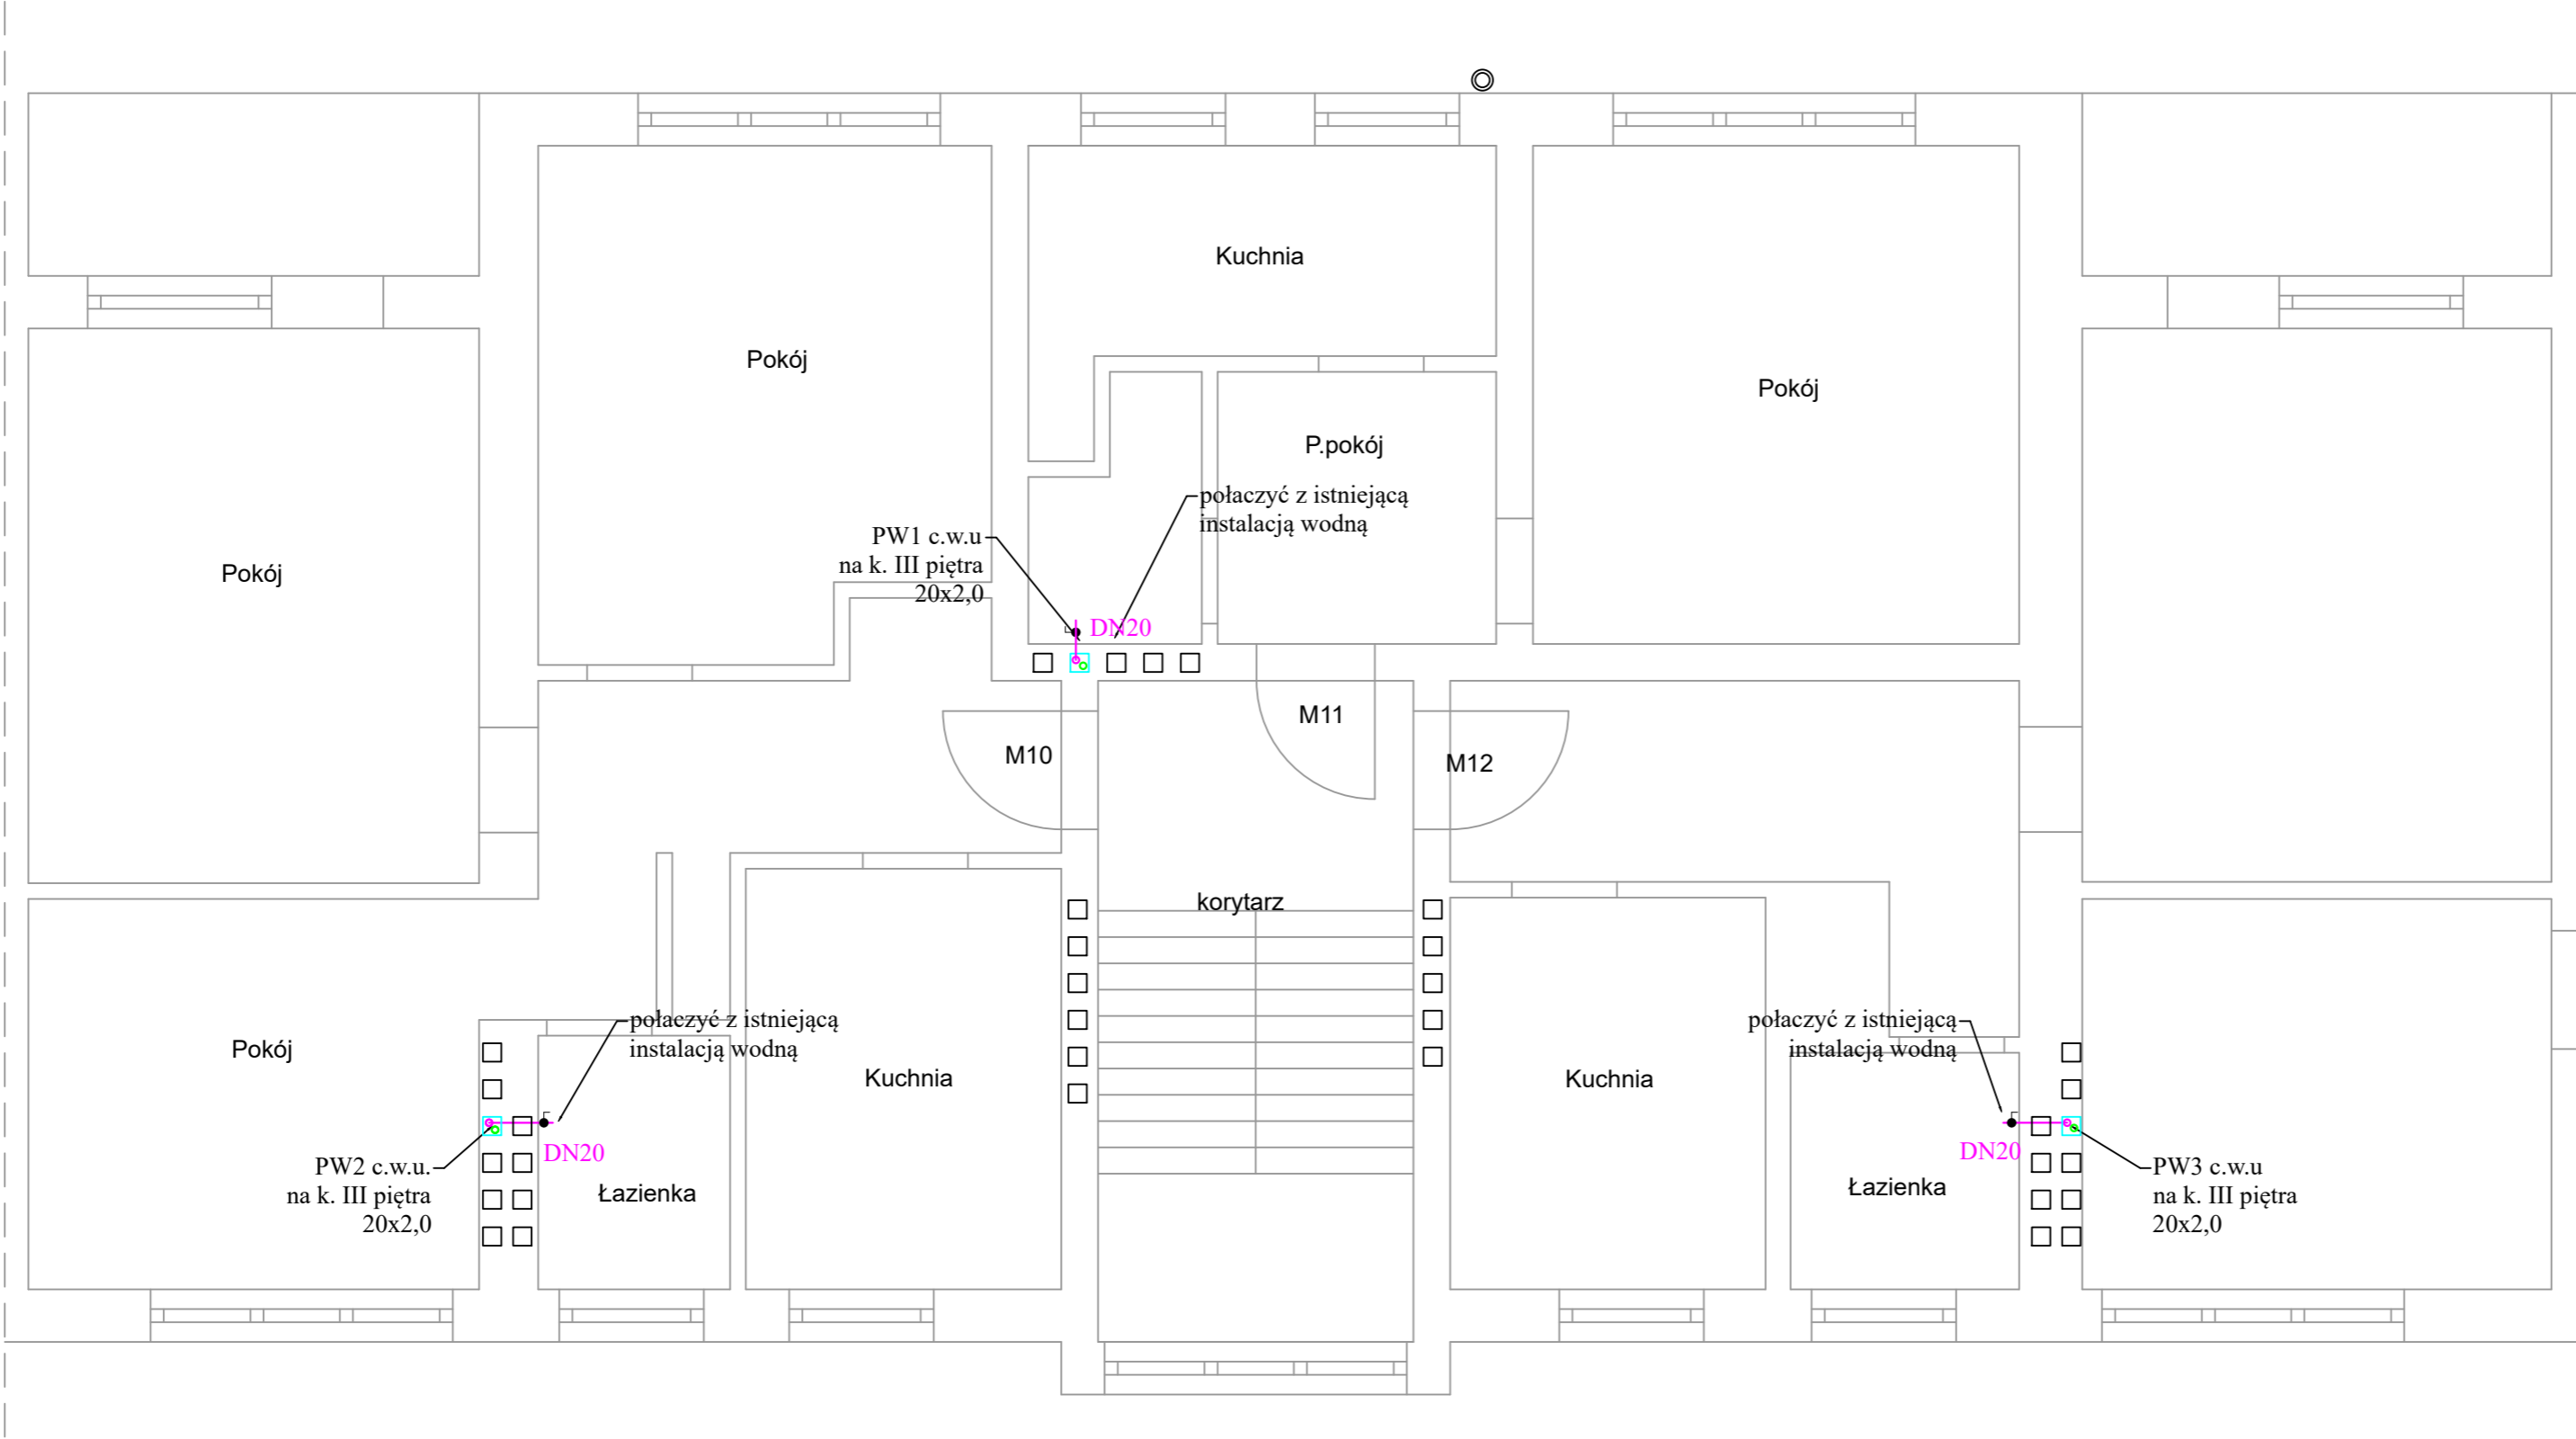 Kuchnia
Pokój
Pokój
P.pokój
połaczyć z istniejącą
instalacją wodną
PW1 c.w.u
na k. III piętra
20x2,0
Pokój
DN20
M11
M10
M12
korytarz
połaczyć z istniejącą
instalacją wodną
połaczyć z istniejącą
instalacją wodną
Pokój
Kuchnia
Kuchnia
DN20
DN20
PW2 c.w.u.
na k. III piętra
20x2,0
Łazienka
Łazienka
PW3 c.w.u
na k. III piętra
20x2,0